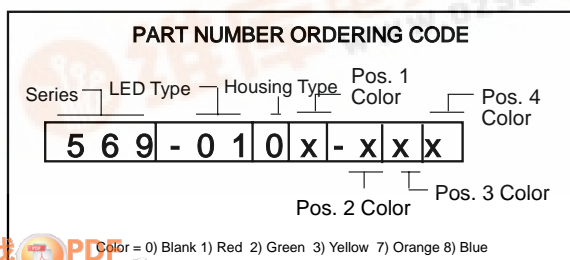 PART NUMBER ORDERING CODE
Series LED Type Housing Type Pos. 1 Color Pos. 4 Color
5 6 9 - 0 1 0 x - x x x
Pos. 2 Color Pos. 3 Color
Color = 0) Blank 1) Red 2) Green 3) Yellow 7) Orange 8) Blue
PDF